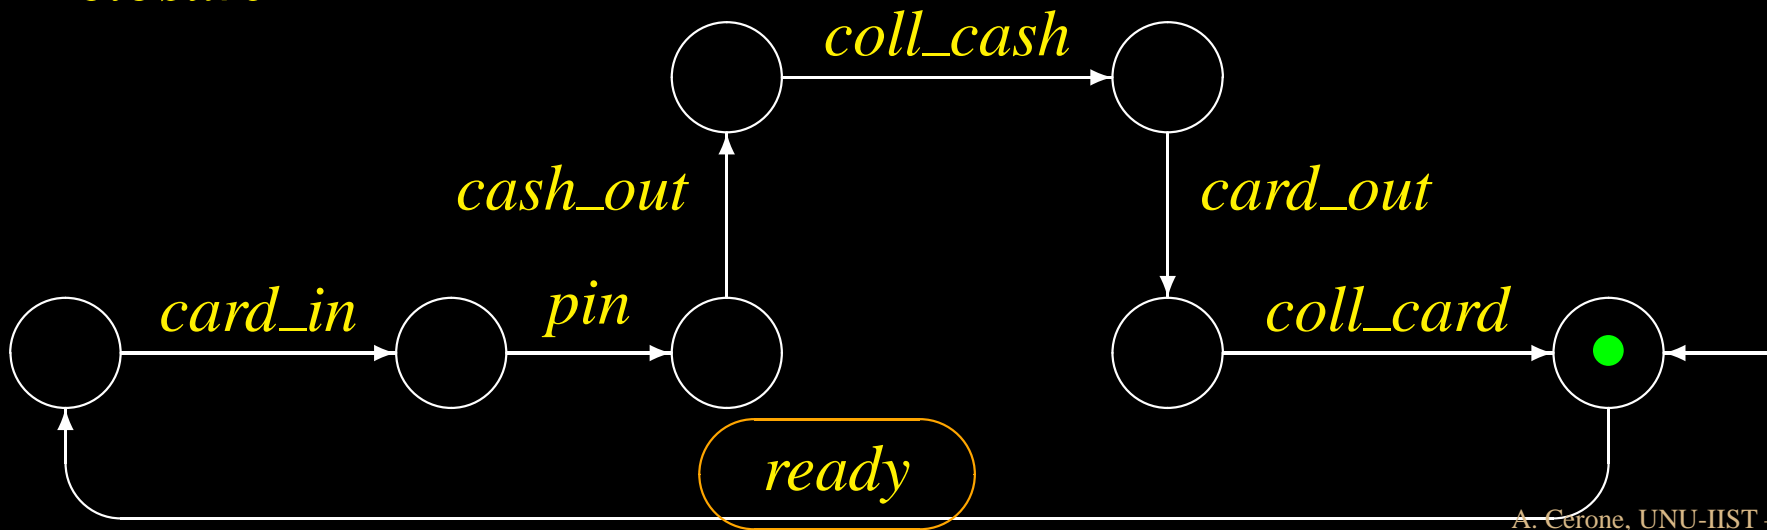 coll_cash
cash_out
card_out
card_in
pin
coll_card
ready
A. Cerone, UNU-IIST